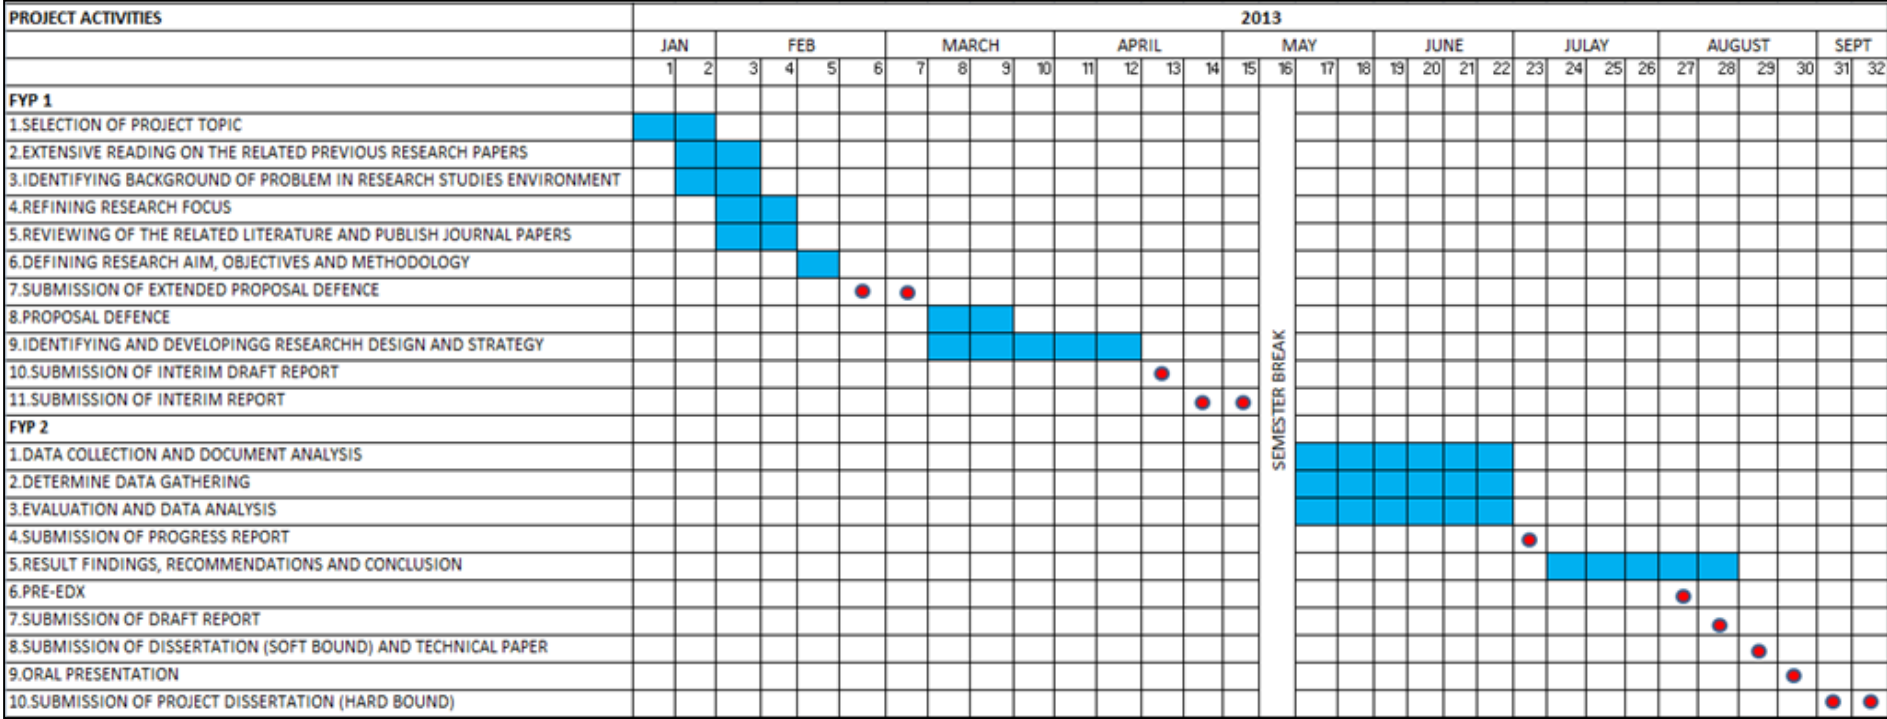 PROJECT ACTIVITIES 2013
JAN FEB MARCH APRIL MAY JUNE JULAY AUGUST SEPT
1 2 3 4 5 6 7 8 9 10 11 12 13 14 15 16 17 18 19 20 21 22 23 24 25 26 27 28 29 30 31 32
FYP 1
1.SELECTION OF PROJECT TOPIC
2.EXTENSIVE READING ON THE RELATED PREVIOUS RESEARCH PAPERS
3.IDENTIFYING BACKGROUND OF PROBLEM IN RESEARCH STUDIES ENVIRONMENT
4.REFINING RESEARCH FOCUS
5.REVIEWING OF THE RELATED LITERATURE AND PUBLISH JOURNAL PAPERS
6.DEFINING RESEARCH AIM, OBJECTIVES AND METHODOLOGY
7.SUBMISSION OF EXTENDED PROPOSAL DEFENCE
8.PROPOSAL DEFENCE
9.IDENTIFYING AND DEVELOPINGG RESEARCHH DESIGN AND STRATEGY
10.SUBMISSION OF INTERIM DRAFT REPORT
11.SUBMISSION OF INTERIM REPORT
SEMESTER BREAK
FYP 2
1.DATA COLLECTION AND DOCUMENT ANALYSIS
2.DETERMINE DATA GATHERING
3.EVALUATION AND DATA ANALYSIS
4.SUBMISSION OF PROGRESS REPORT
5.RESULT FINDINGS, RECOMMENDATIONS AND CONCLUSION
6.PRE-EDX
7.SUBMISSION OF DRAFT REPORT
8.SUBMISSION OF DISSERTATION (SOFT BOUND) AND TECHNICAL PAPER
9.ORAL PRESENTATION
10.SUBMISSION OF PROJECT DISSERTATION (HARD BOUND)